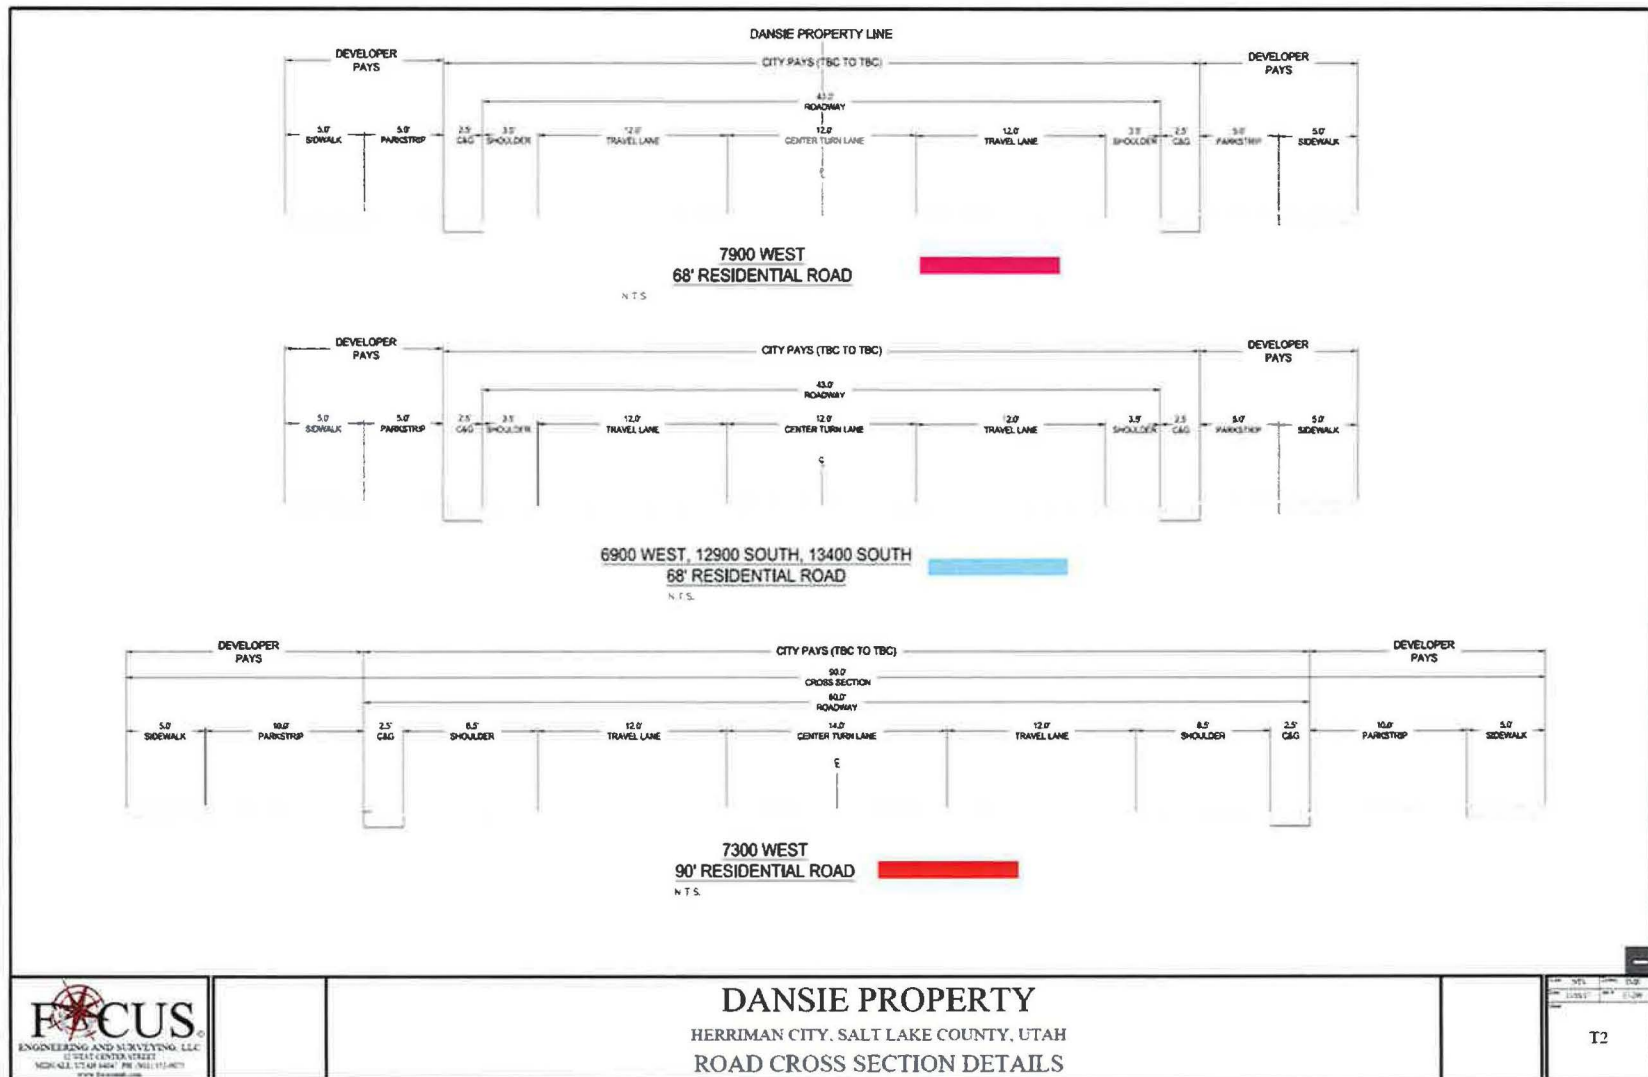 DANSIE PROPERTY LINE
DEVELOPER PAYS
CITY PAYS (TBC TO TBC)
DEVELOPER PAYS
43.0'
ROADWAY
5.0' 5.0' 2.5' 3.5' 12.0' 12.0' 12.0' 3.5' 2.5' 5.0' 5.0'
SIDWALK PARKSTRIP C&G SHOULDER TRAVEL LANE CENTER TURN LANE TRAVEL LANE SHOULDER C&G PARKSTRIP SIDEWALK
7900 WEST
68' RESIDENTIAL ROAD
N.T.S.
DEVELOPER PAYS
CITY PAYS (TBC TO TBC)
DEVELOPER PAYS
43.0'
ROADWAY
5.0' 5.0' 2.5' 3.5' 12.0' 12.0' 12.0' 3.5' 2.5' 5.0' 5.0'
SIDWALK PARKSTRIP C&G SHOULDER TRAVEL LANE CENTER TURN LANE TRAVEL LANE SHOULDER C&G PARKSTRIP SIDEWALK
6900 WEST, 12900 SOUTH, 13400 SOUTH
68' RESIDENTIAL ROAD
N.T.S.
DEVELOPER PAYS
CITY PAYS (TBC TO TBC)
DEVELOPER PAYS
90.0'
CROSS SECTION
60.0'
ROADWAY
5.0' 10.0' 2.5' 8.5' 12.0' 14.0' 12.0' 8.5' 2.5' 10.0' 5.0'
SIDEWALK PARKSTRIP C&G SHOULDER TRAVEL LANE CENTER TURN LANE TRAVEL LANE SHOULDER C&G PARKSTRIP SIDEWALK
7300 WEST
90' RESIDENTIAL ROAD
N.T.S.
FOCUS
ENGINEERING AND SURVEYING, LLC
DANSIE PROPERTY
HERRIMAN CITY, SALT LAKE COUNTY, UTAH
ROAD CROSS SECTION DETAILS
T2